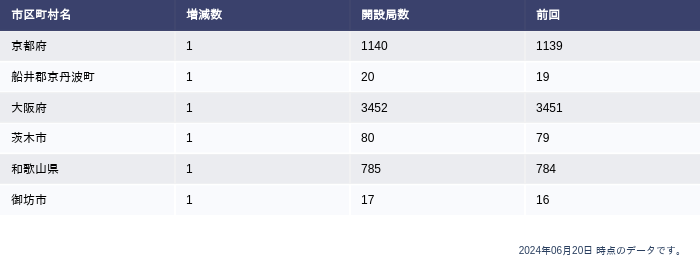 市区町村名 増減数 開設局数 前回
京都府 1 1140 1139
船井郡京丹波町 1 20 19
大阪府 1 3452 3451
茨木市 1 80 79
和歌山県 1 785 784
御坊市 1 17 16
2024年06月20日 時点のデータです。